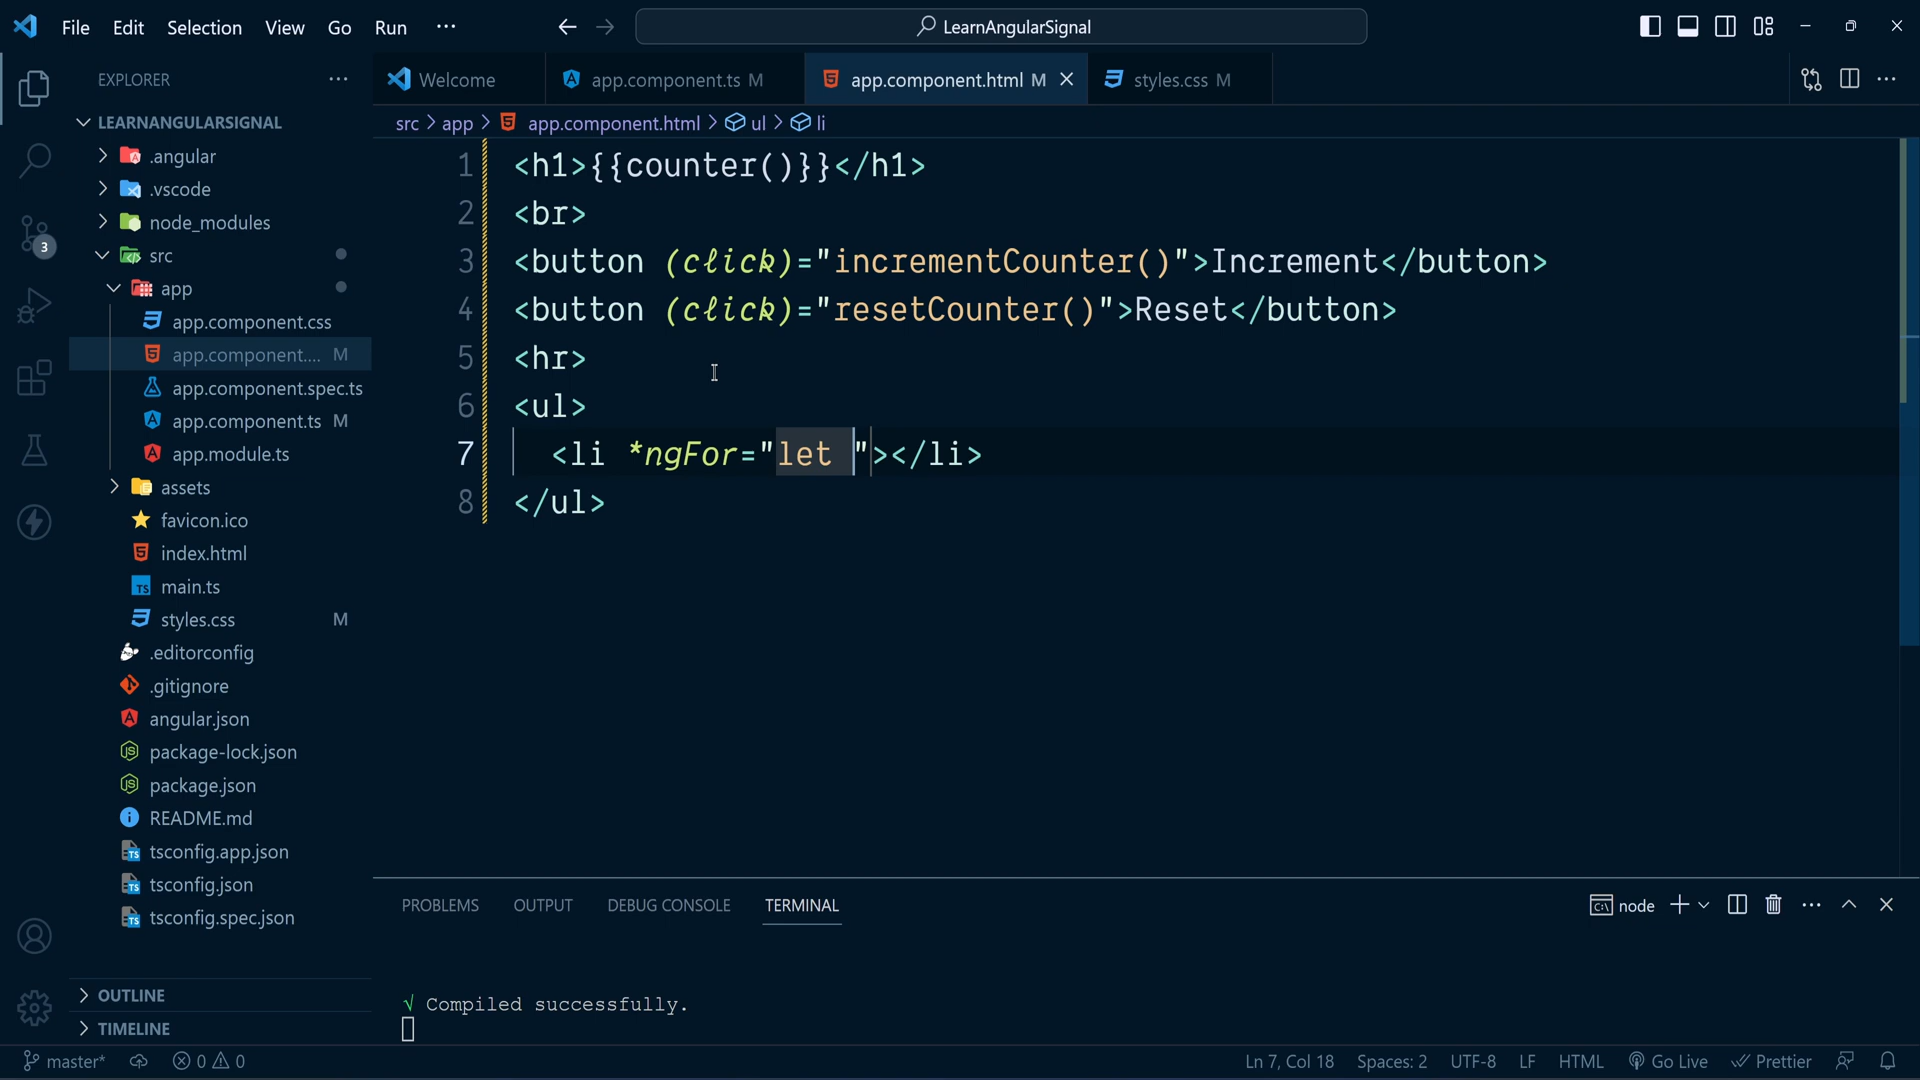 File Edit Selection View Go Run ··· LearnAngularSignal
EXPLORER ···
Welcome app.component.ts M app.component.html M styles.css M
src > app > app.component.html > ul > li
LEARNANGULARSIGNAL
.angular
.vscode
node_modules
src
app
app.component.css
app.component.... M
app.component.spec.ts
app.component.ts M
app.module.ts
assets
favicon.ico
index.html
main.ts
styles.css M
.editorconfig
.gitignore
angular.json
package-lock.json
package.json
README.md
tsconfig.app.json
tsconfig.json
tsconfig.spec.json
OUTLINE
TIMELINE
3
1 <h1>{{counter()}}</h1>
2 <br>
3 <button (click)="incrementCounter()">Increment</button>
4 <button (click)="resetCounter()">Reset</button>
5 <hr>
6 <ul>
7 <li *ngFor="let "></li>
8 </ul>
PROBLEMS OUTPUT DEBUG CONSOLE TERMINAL node
√ Compiled successfully.
master* 0 0 Ln 7, Col 18 Spaces: 2 UTF-8 LF HTML Go Live Prettier